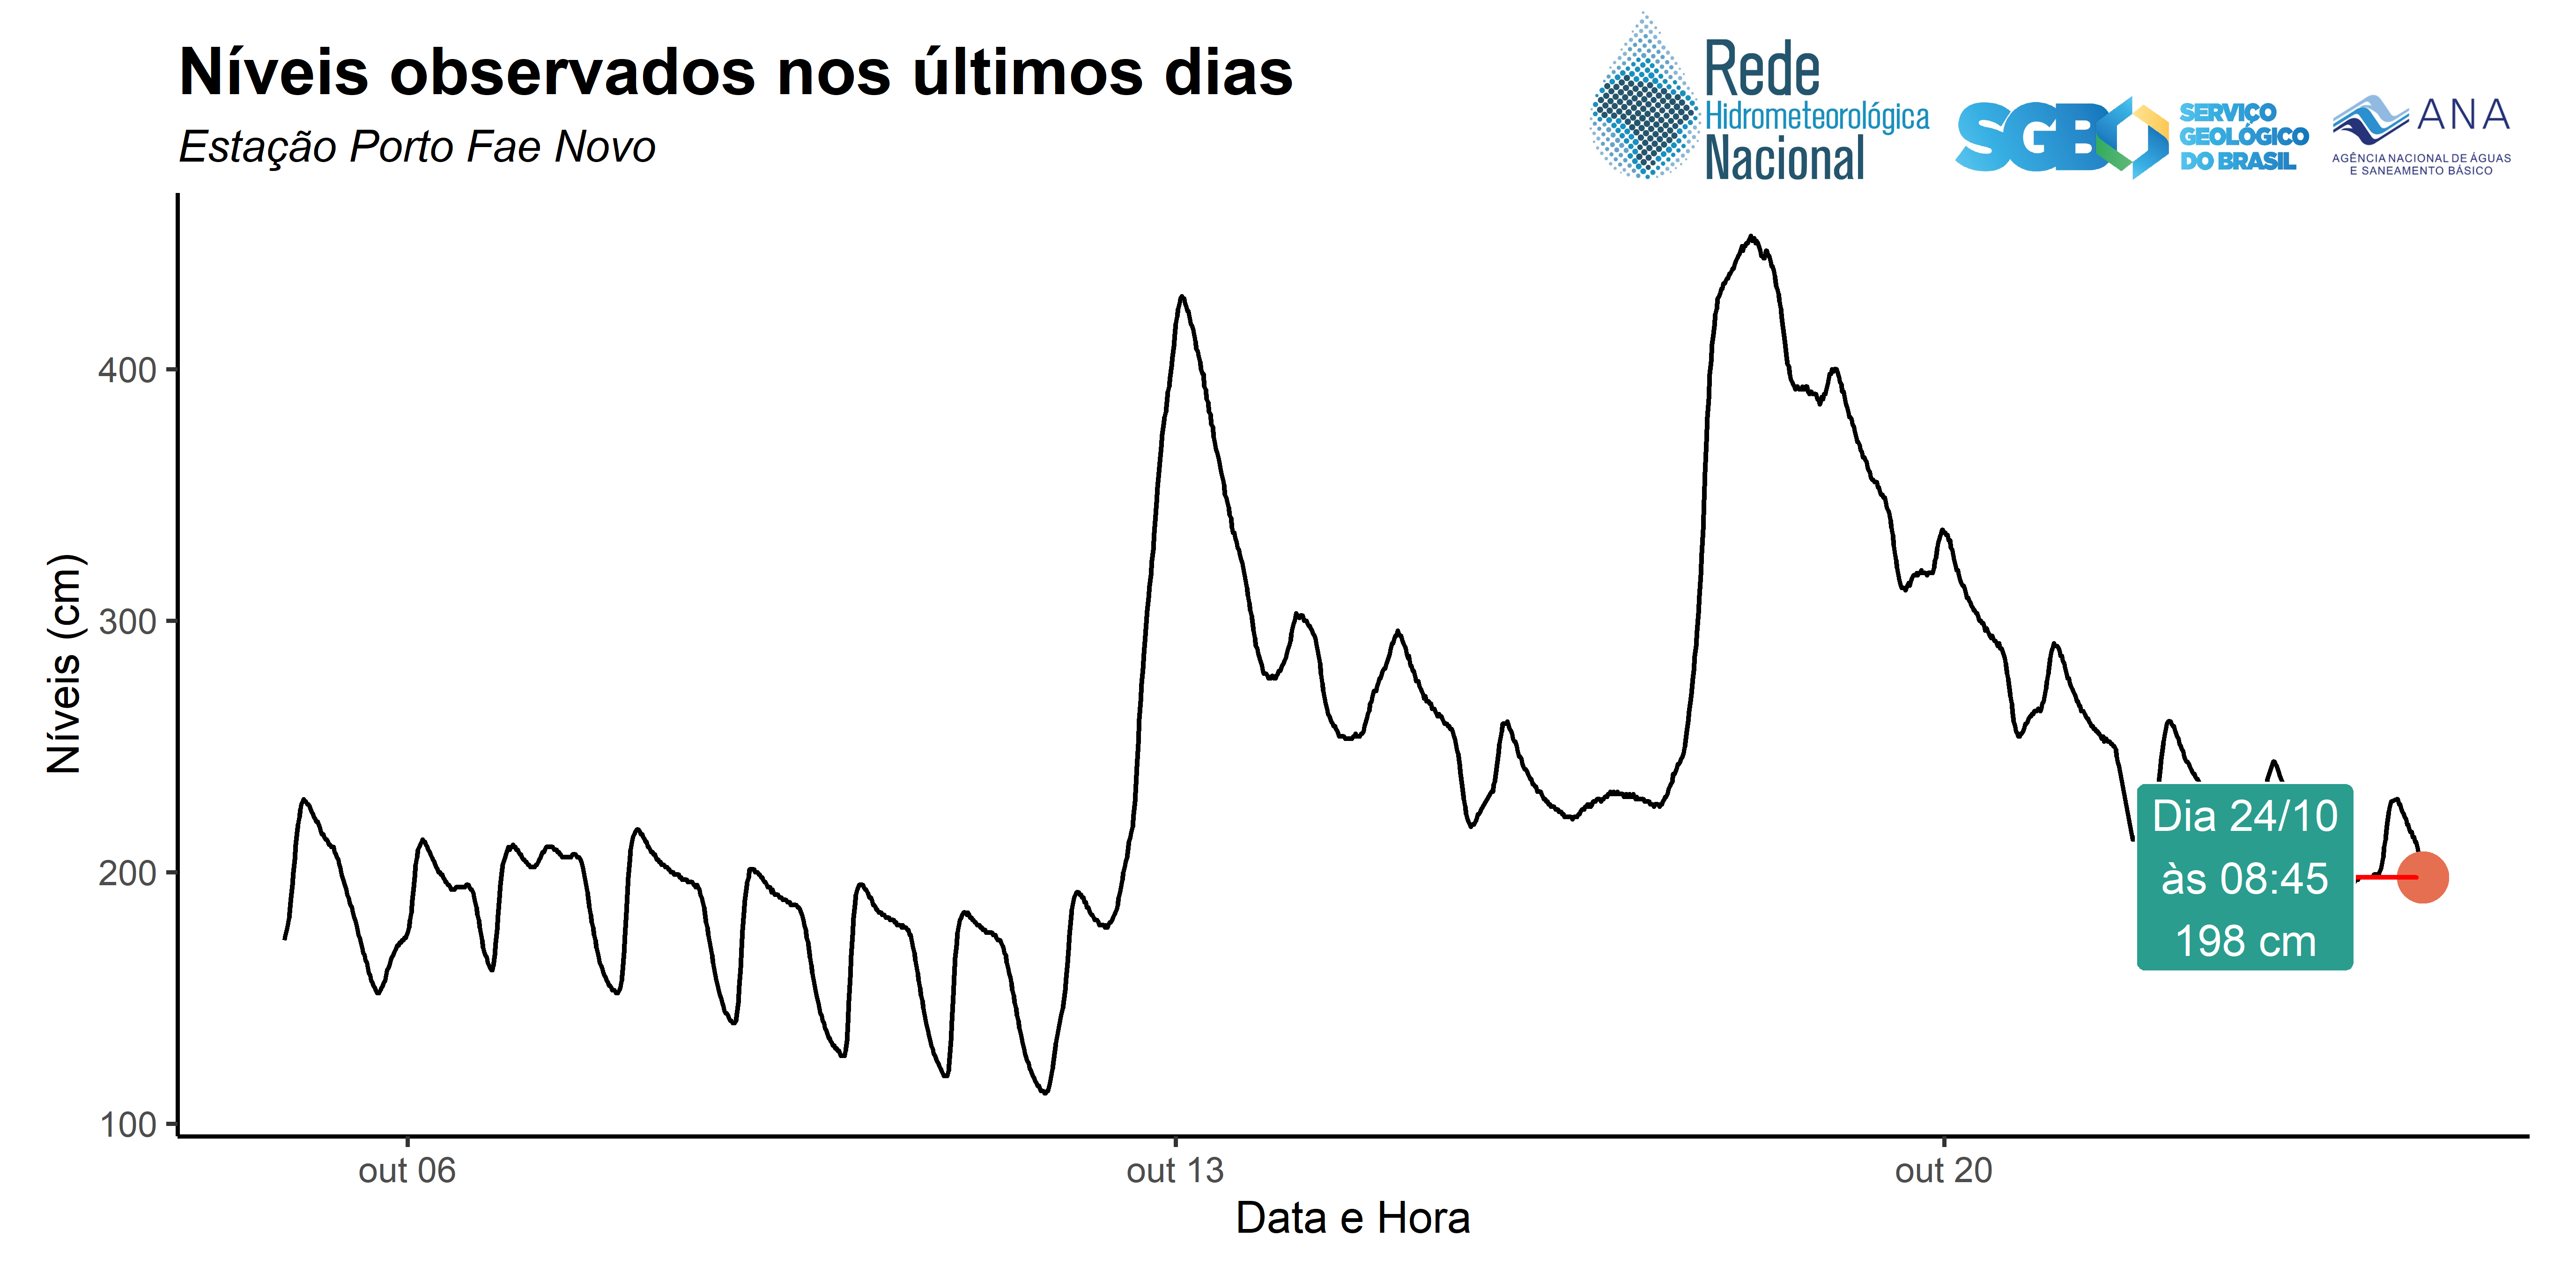 Níveis observados nos últimos dias
Estação Porto Fae Novo
Rede
Hidrometeorológica
Nacional
SGB
SERVIÇO
GEOLÓGICO
DO BRASIL
ANA
AGÊNCIA NACIONAL DE ÁGUAS
E SANEAMENTO BÁSICO
Níveis (cm)
400
300
200
100
Dia 24/10
às 08:45
198 cm
out 06
out 13
out 20
Data e Hora